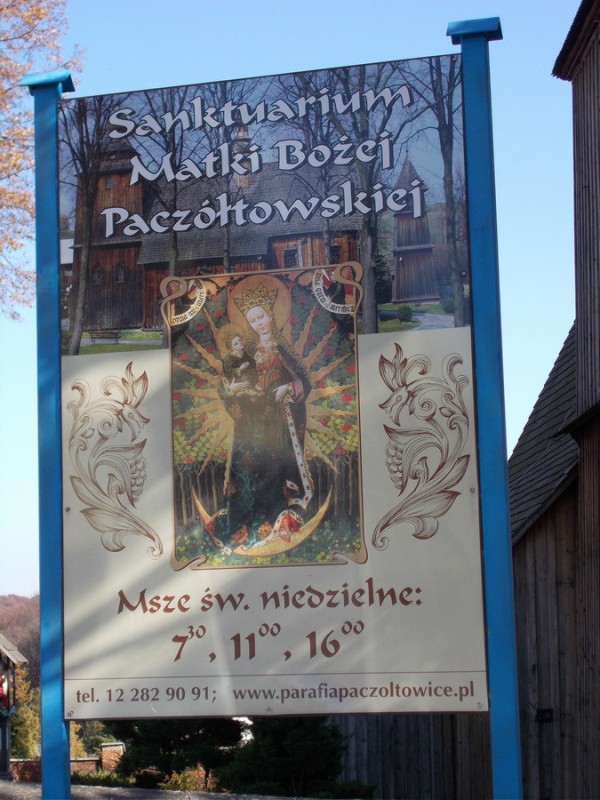 Sanktuarium
Matki Bożej
Paczółtowskiej
Msze św. niedzielne:
7³⁰, 11⁰⁰, 16⁰⁰
tel. 12 282 90 91; www.parafiapaczoltowice.pl